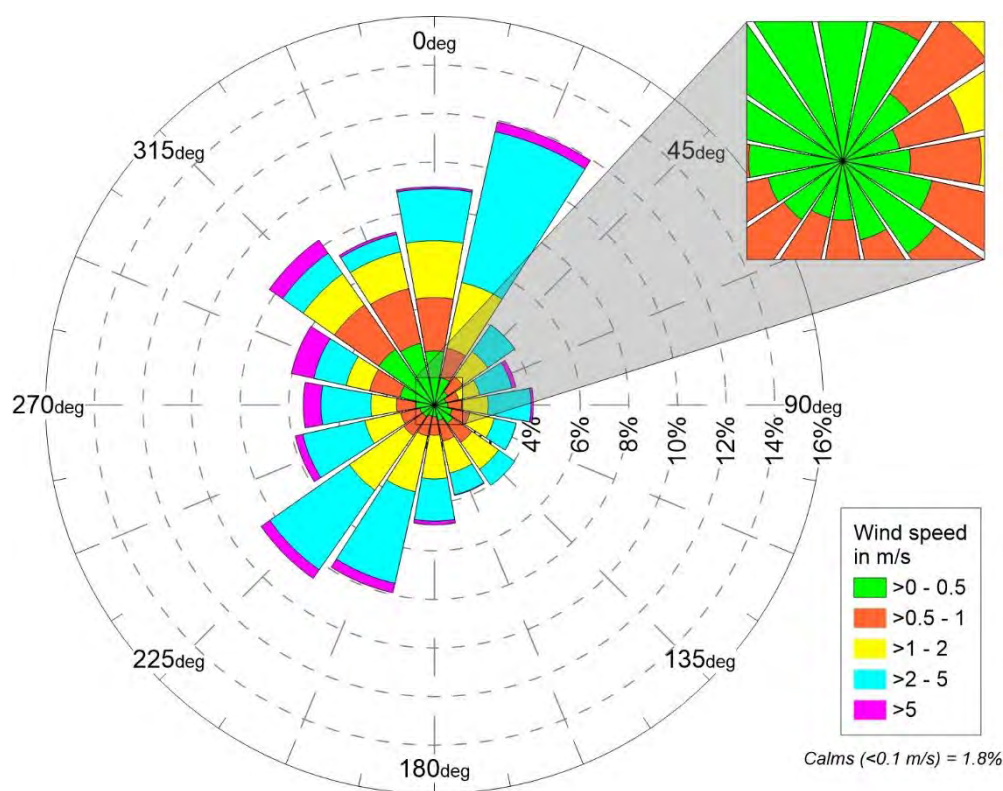 0deg
315deg
45deg
270deg
90deg
4%
6%
8%
10%
12%
14%
16%
225deg
135deg
180deg
Wind speed
in m/s
>0 - 0.5
>0.5 - 1
>1 - 2
>2 - 5
>5
Calms (<0.1 m/s) = 1.8%